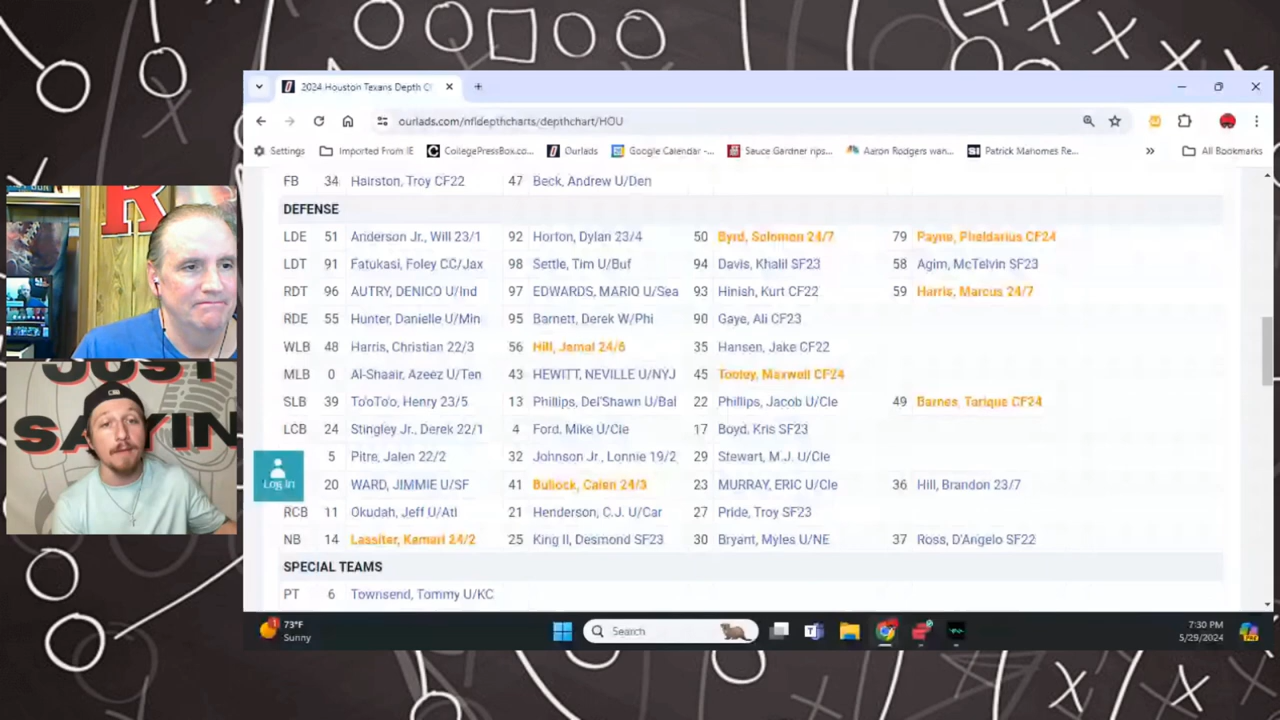 2024 Houston Texans Depth C
ourlads.com/nfldepthcharts/depthchart/HOU
Settings Imported From IE CollegePressBox.co... Ourlads Google Calendar -... Sauce Gardner rips... Aaron Rodgers wan... Patrick Mahomes Re... » All Bookmarks
FB 34 Hairston, Troy CF22 47 Beck, Andrew U/Den
DEFENSE
LDE 51 Anderson Jr., Will 23/1 92 Horton, Dylan 23/4 50 Byrd, Solomon 24/7 79 Payne, Pheldarius CF24
LDT 91 Fatukasi, Foley CC/Jax 98 Settle, Tim U/Buf 94 Davis, Khalil SF23 58 Agim, McTelvin SF23
RDT 96 AUTRY, DENICO U/Ind 97 EDWARDS, MARIO U/Sea 93 Hinish, Kurt CF22 59 Harris, Marcus 24/7
RDE 55 Hunter, Danielle U/Min 95 Barnett, Derek W/Phi 90 Gaye, Ali CF23
WLB 48 Harris, Christian 22/3 56 Hill, Jamal 24/6 35 Hansen, Jake CF22
MLB 0 Al-Shaair, Azeez U/Ten 43 HEWITT, NEVILLE U/NYJ 45 Tooley, Maxwell CF24
SLB 39 To'oTo'o, Henry 23/5 13 Phillips, Del'Shawn U/Bal 22 Phillips, Jacob U/Cle 49 Barnes, Tarique CF24
LCB 24 Stingley Jr., Derek 22/1 4 Ford, Mike U/Cle 17 Boyd, Kris SF23
5 Pitre, Jalen 22/2 32 Johnson Jr., Lonnie 19/2 29 Stewart, M.J. U/Cle
Log In
20 WARD, JIMMIE U/SF 41 Bullock, Calen 24/3 23 MURRAY, ERIC U/Cle 36 Hill, Brandon 23/7
RCB 11 Okudah, Jeff U/Atl 21 Henderson, C.J. U/Car 27 Pride, Troy SF23
NB 14 Lassiter, Kamari 24/2 25 King II, Desmond SF23 30 Bryant, Myles U/NE 37 Ross, D'Angelo SF22
SPECIAL TEAMS
PT 6 Townsend, Tommy U/KC
R
JUST
SAYIN
73°F
Sunny
Search
7:30 PM
5/29/2024